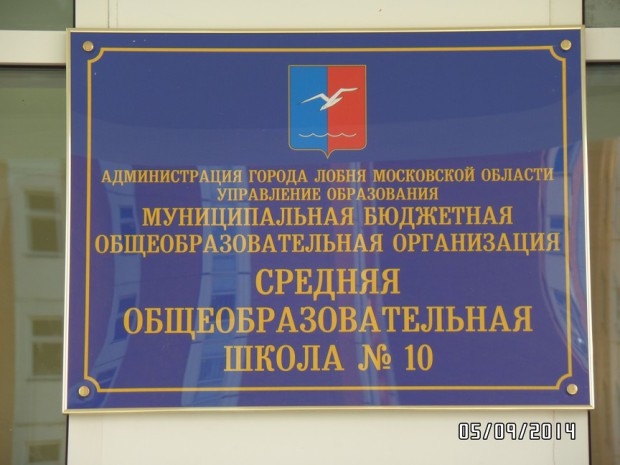 АДМИНИСТРАЦИЯ ГОРОДА ЛОБНЯ МОСКОВСКОЙ ОБЛАСТИ
УПРАВЛЕНИЕ ОБРАЗОВАНИЯ
МУНИЦИПАЛЬНАЯ БЮДЖЕТНАЯ
ОБЩЕОБРАЗОВАТЕЛЬНАЯ ОРГАНИЗАЦИЯ
СРЕДНЯЯ
ОБЩЕОБРАЗОВАТЕЛЬНАЯ
ШКОЛА № 10
05/09/2014